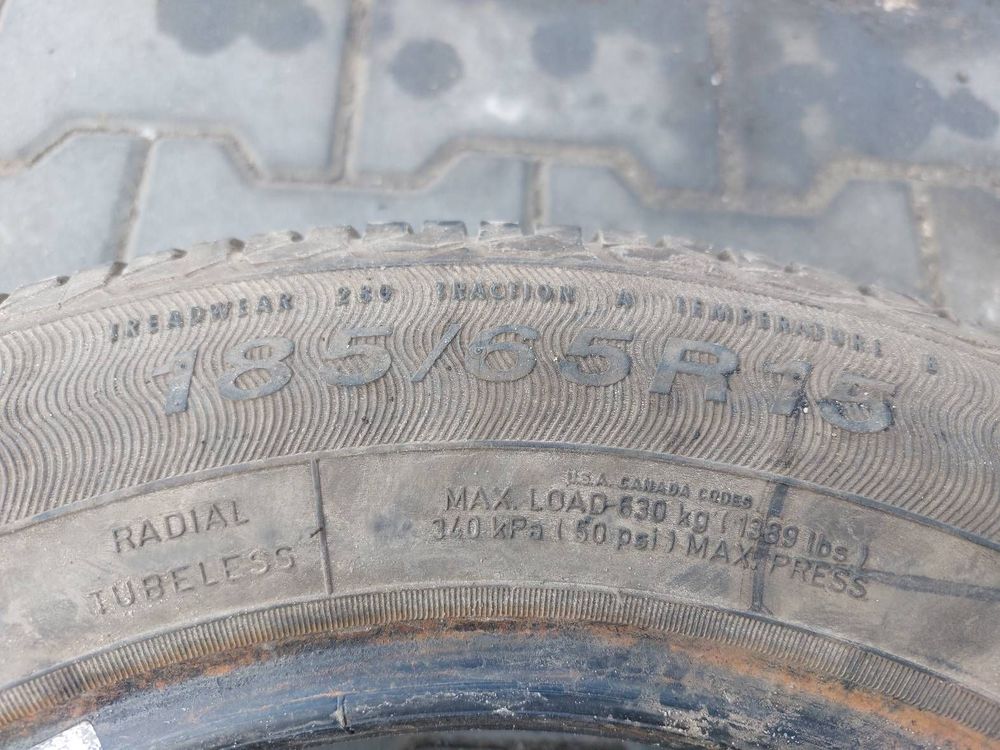 TREADWEAR 280 TRACTION A TEMPERATURE B
185/65R15
RADIAL
TUBELESS
U.S.A. CANADA CODES
MAX. LOAD 630 kg (1389 lbs)
340 kPa (50 psi) MAX. PRESS